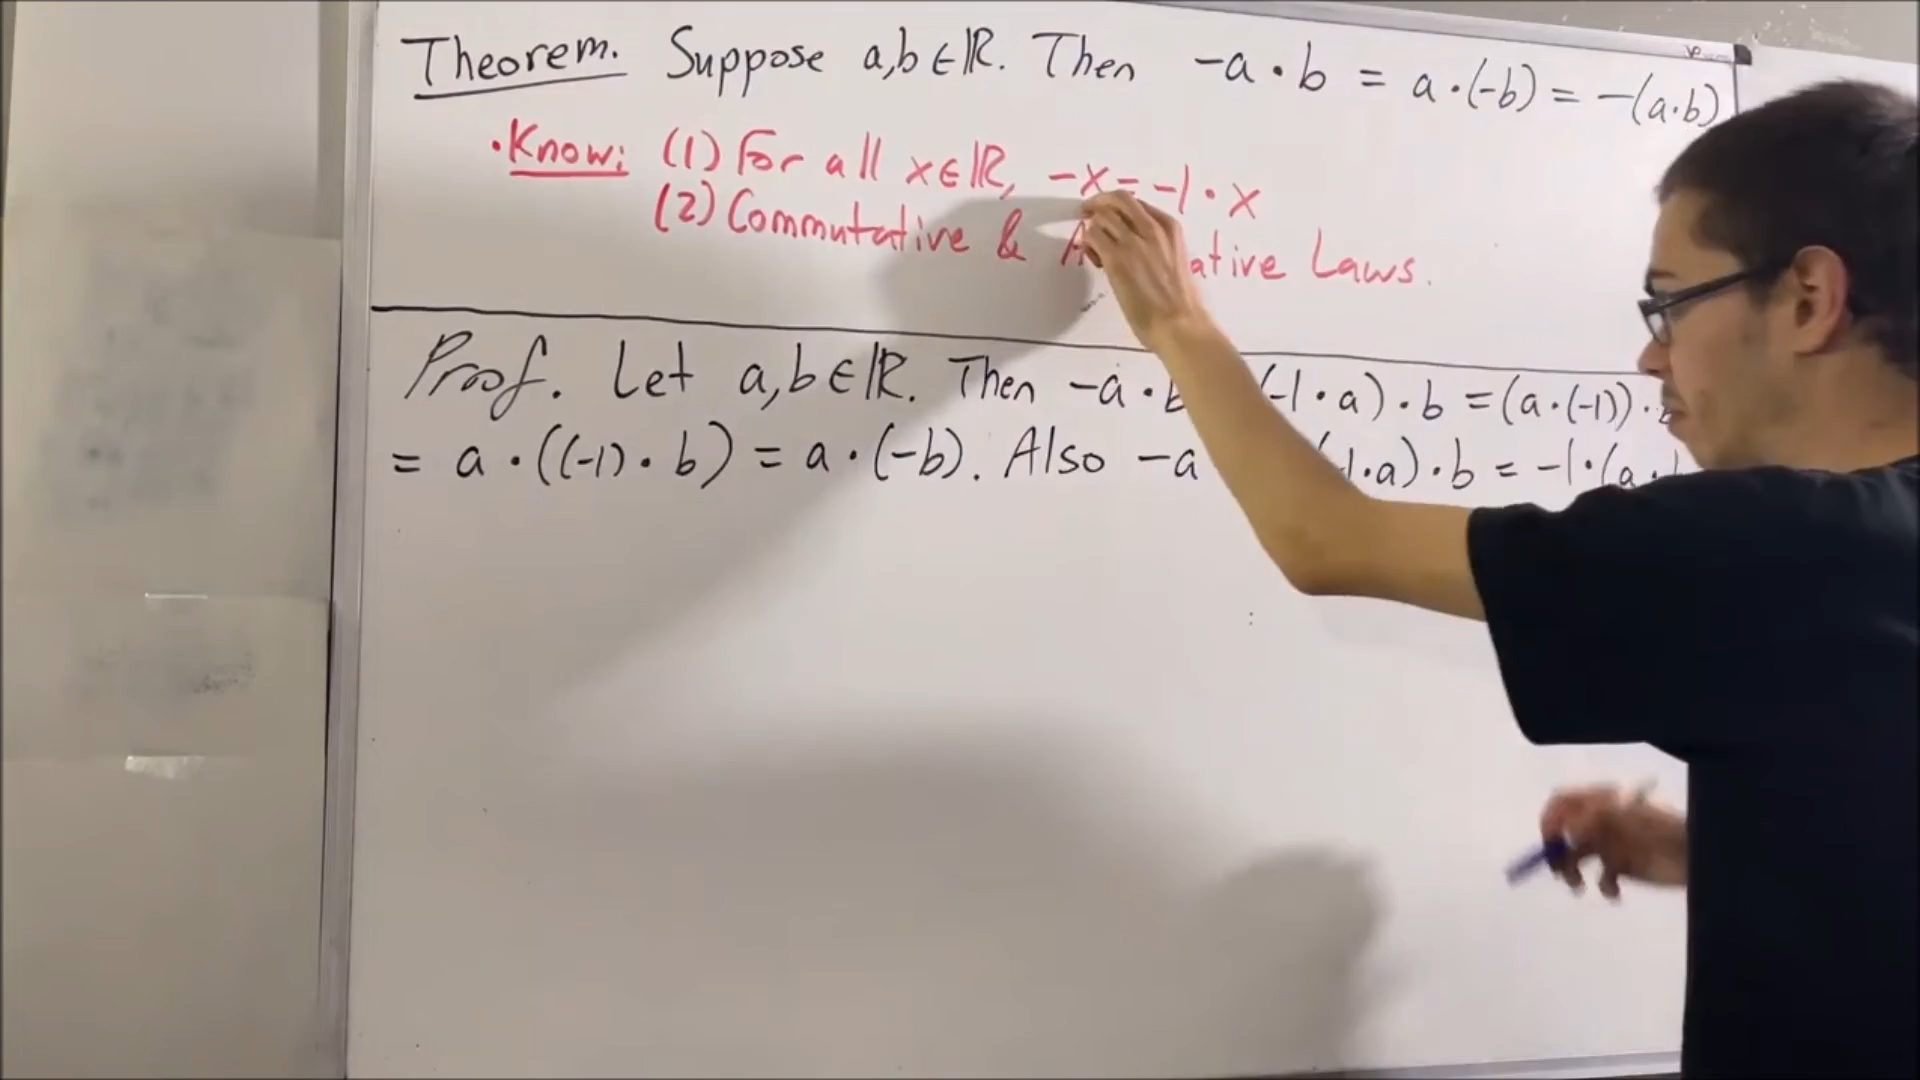 Theorem. Suppose a,b∈ℝ. Then -a·b = a·(-b) = -(a·b)
·Know: (1) For all x∈ℝ, -x = -1·x
(2) Commutative & A ative Laws.
Proof. Let a,b∈ℝ. Then -a·b (-1·a)·b = (a·(-1))·
= a·((-1)·b) = a·(-b). Also -a ·a)·b = -1·(a·